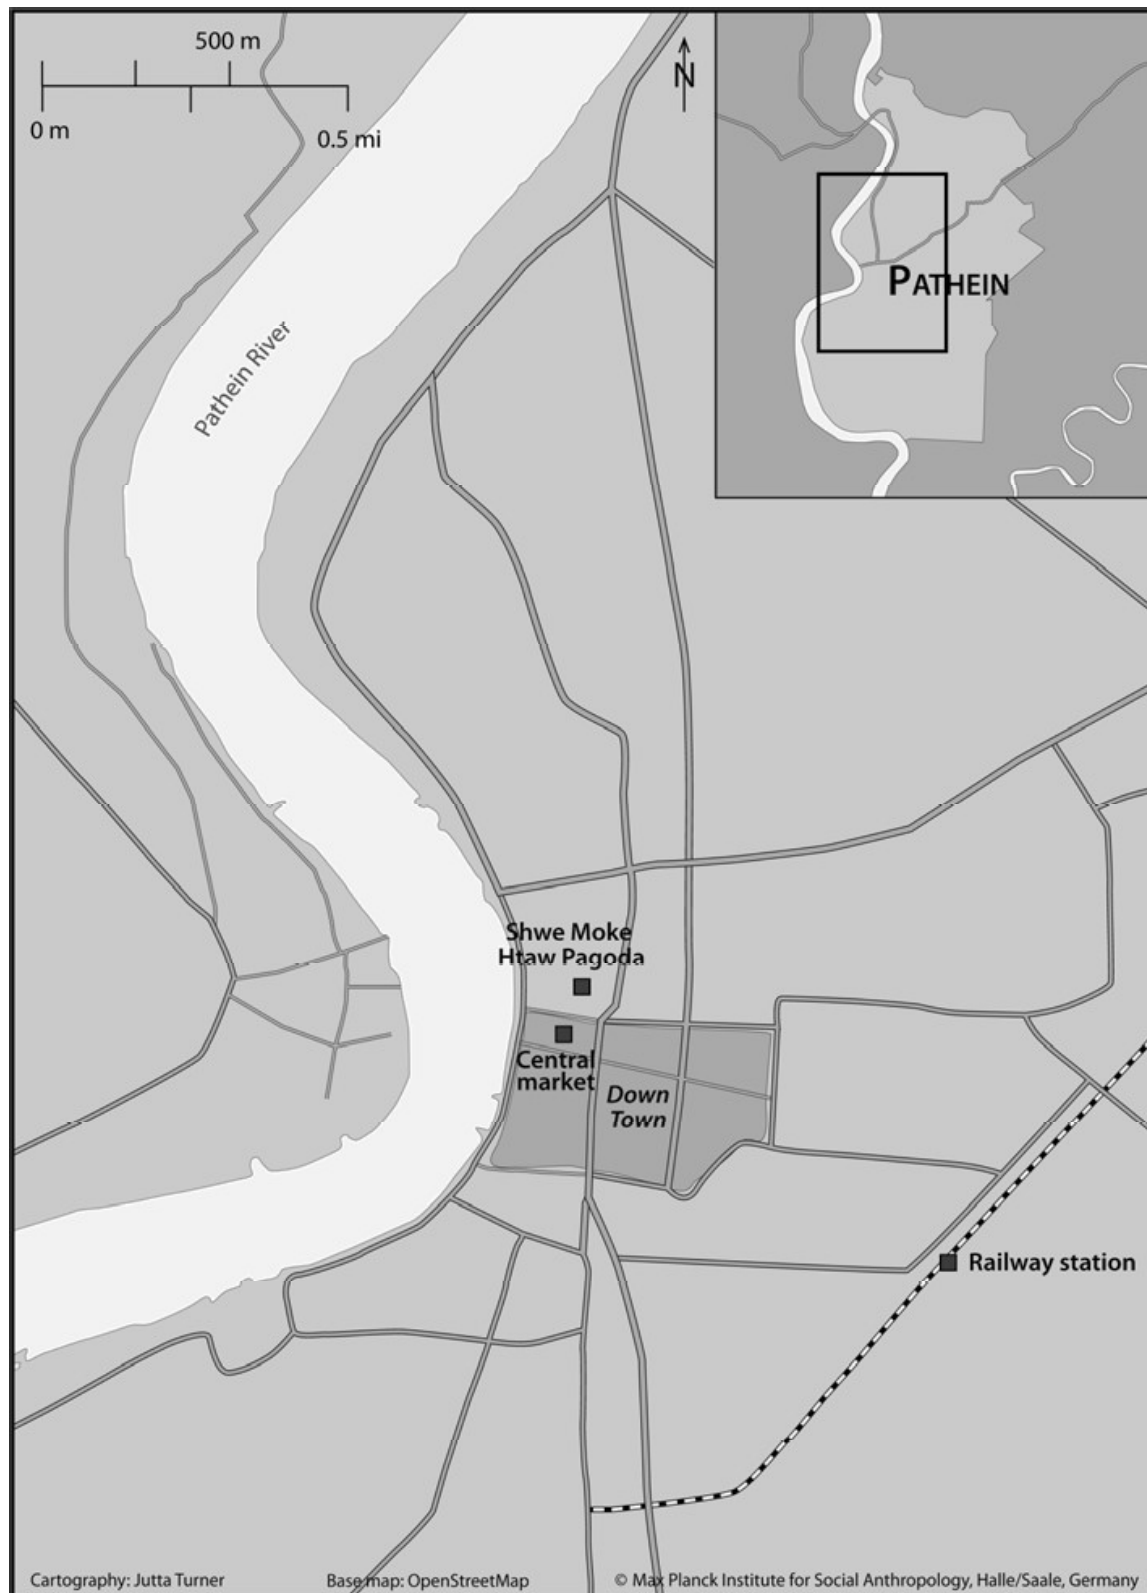 500 m
0 m
0.5 mi
N
PATHEIN
Pathein River
Shwe Moke
Htaw Pagoda
Central
market
Down
Town
Railway station
Cartography: Jutta Turner
Base map: OpenStreetMap
© Max Planck Institute for Social Anthropology, Halle/Saale, Germany